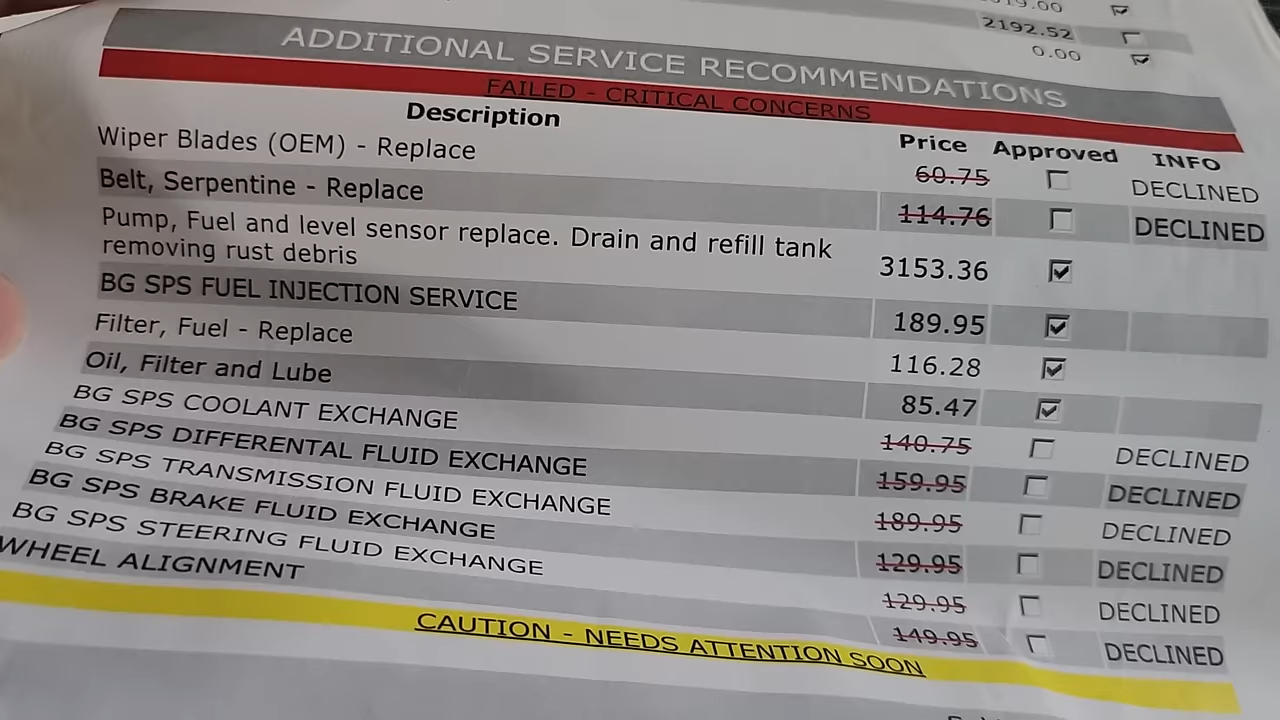 2192.52
0.00
ADDITIONAL SERVICE RECOMMENDATIONS
FAILED - CRITICAL CONCERNS
Description Price Approved INFO
Wiper Blades (OEM) - Replace 60.75 DECLINED
Belt, Serpentine - Replace 114.76 DECLINED
Pump, Fuel and level sensor replace. Drain and refill tank
removing rust debris 3153.36
BG SPS FUEL INJECTION SERVICE 189.95
Filter, Fuel - Replace 116.28
Oil, Filter and Lube 85.47
BG SPS COOLANT EXCHANGE 140.75 DECLINED
BG SPS DIFFERENTAL FLUID EXCHANGE 159.95 DECLINED
BG SPS TRANSMISSION FLUID EXCHANGE 189.95 DECLINED
BG SPS BRAKE FLUID EXCHANGE 129.95 DECLINED
BG SPS STEERING FLUID EXCHANGE 129.95 DECLINED
WHEEL ALIGNMENT 149.95 DECLINED
CAUTION - NEEDS ATTENTION SOON